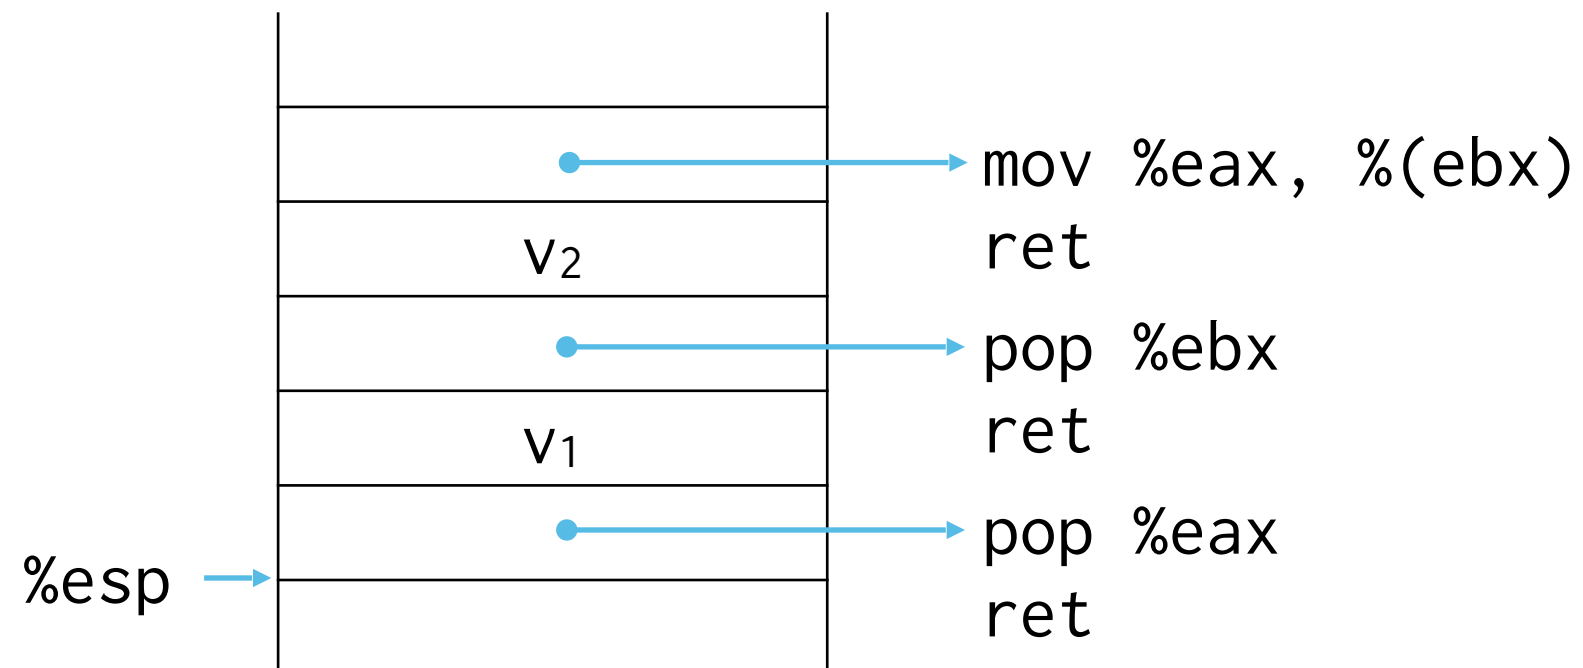 mov %eax, %(ebx)
ret
v₂
pop %ebx
ret
v₁
pop %eax
%esp
ret